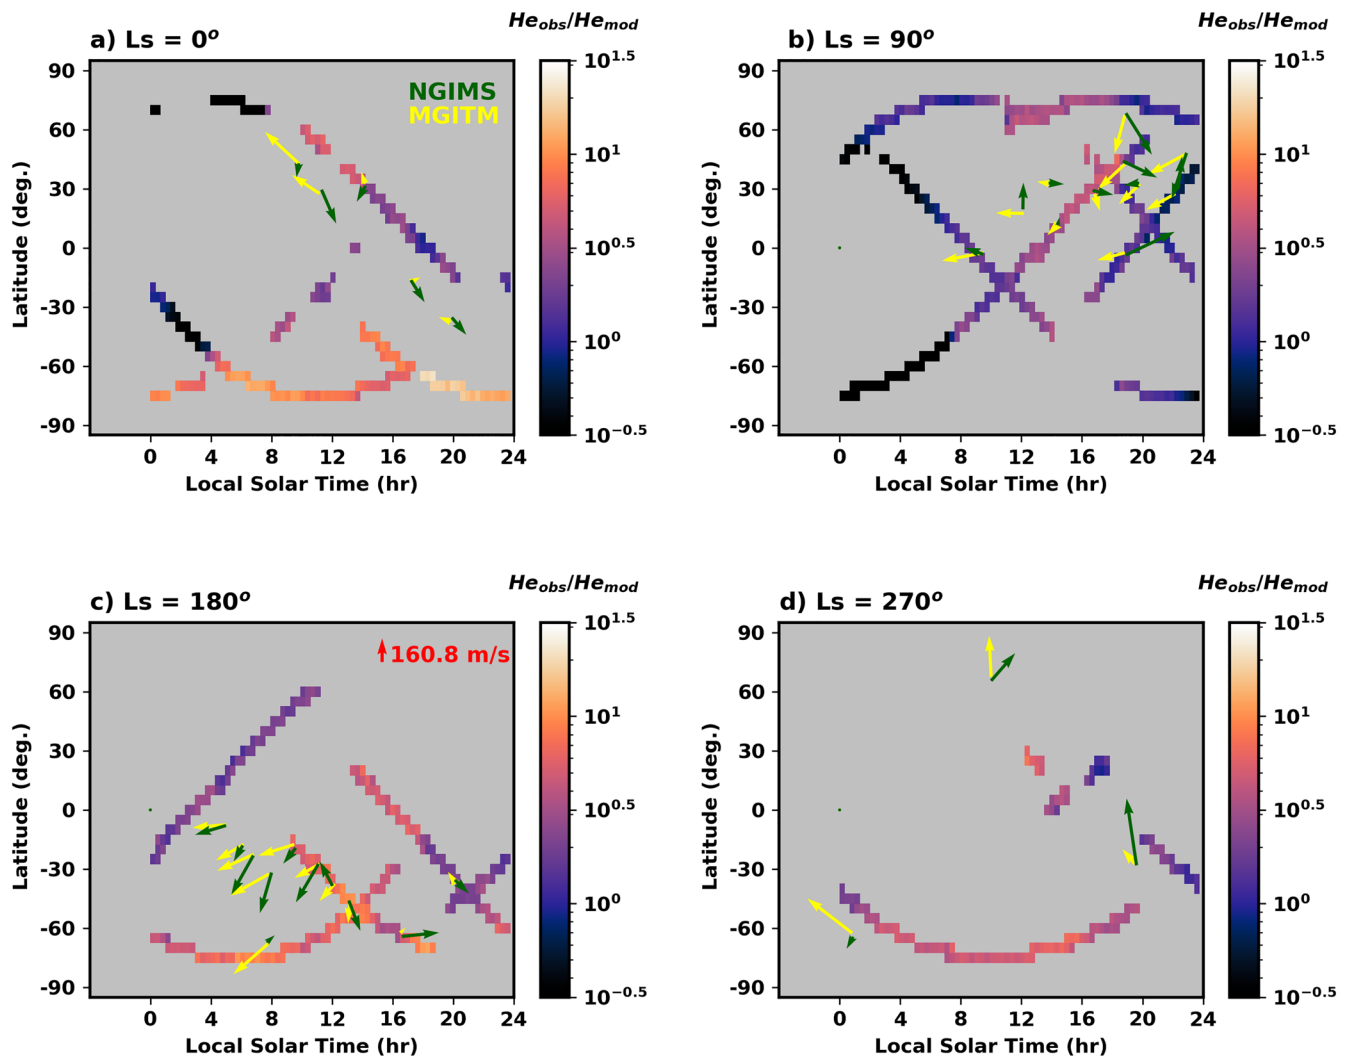 He_obs/He_mod
He_obs/He_mod
a) Ls = 0°
b) Ls = 90°
NGIMS
MGITM
90
60
30
0
-30
-60
-90
Latitude (deg.)
0 4 8 12 16 20 24
Local Solar Time (hr)
10^1.5
10^1
10^0.5
10^0
10^−0.5
90
60
30
0
-30
-60
-90
Latitude (deg.)
0 4 8 12 16 20 24
Local Solar Time (hr)
10^1.5
10^1
10^0.5
10^0
10^−0.5
He_obs/He_mod
He_obs/He_mod
c) Ls = 180°
d) Ls = 270°
160.8 m/s
90
60
30
0
-30
-60
-90
Latitude (deg.)
0 4 8 12 16 20 24
Local Solar Time (hr)
10^1.5
10^1
10^0.5
10^0
10^−0.5
90
60
30
0
-30
-60
-90
Latitude (deg.)
0 4 8 12 16 20 24
Local Solar Time (hr)
10^1.5
10^1
10^0.5
10^0
10^−0.5